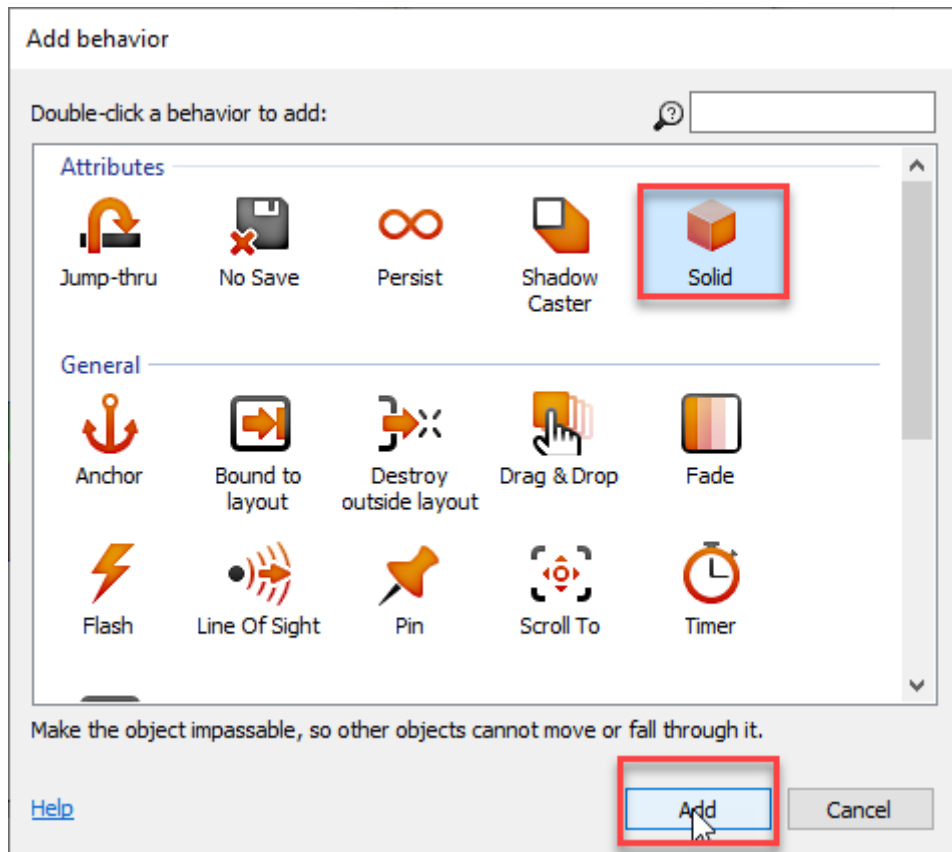 Add behavior
Double-click a behavior to add:
Attributes
Jump-thru
No Save
Persist
Shadow
Caster
Solid
General
Anchor
Bound to
layout
Destroy
outside layout
Drag & Drop
Fade
Flash
Line Of Sight
Pin
Scroll To
Timer
Make the object impassable, so other objects cannot move or fall through it.
Help
Add
Cancel